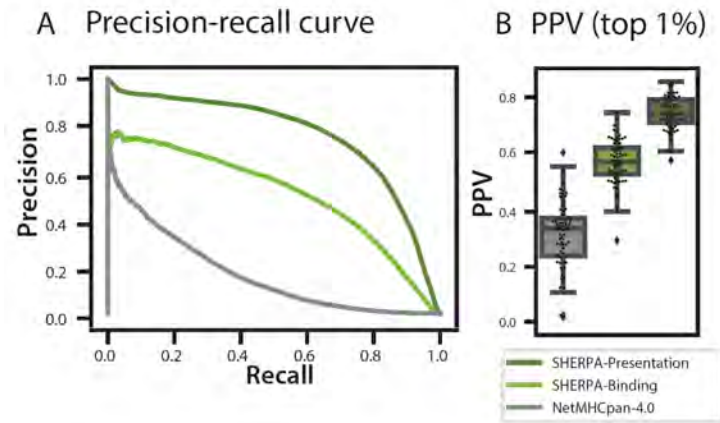 A Precision-recall curve
Precision
1.0
0.8
0.6
0.4
0.2
0.0
0.0 0.2 0.4 0.6 0.8 1.0
Recall
B PPV (top 1%)
PPV
0.8
0.6
0.4
0.2
0.0
SHERPA-Presentation
SHERPA-Binding
NetMHCpan-4.0